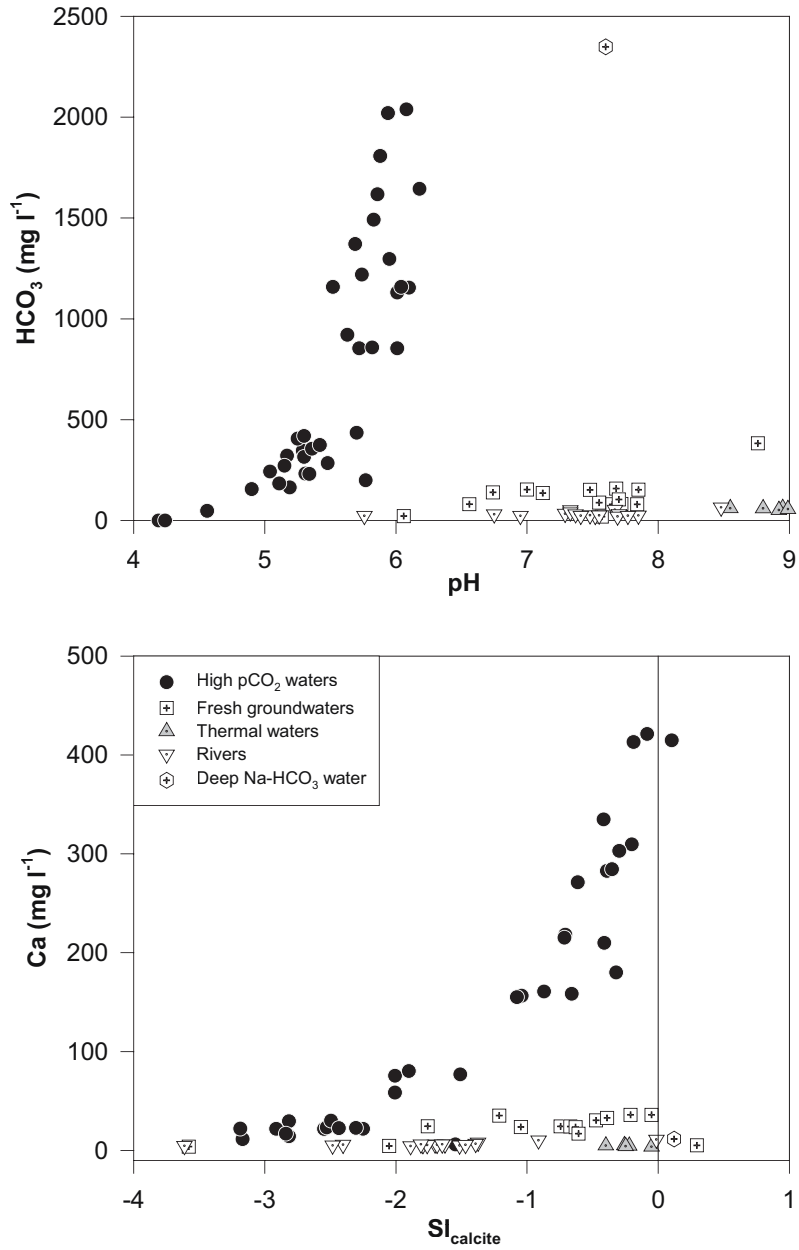 2500
2000
1500
1000
500
0
HCO3 (mg l-1)
4 5 6 7 8 9
pH
500
400
300
200
100
0
Ca (mg l-1)
High pCO2 waters
Fresh groundwaters
Thermal waters
Rivers
Deep Na-HCO3 water
-4 -3 -2 -1 0 1
SIcalcite